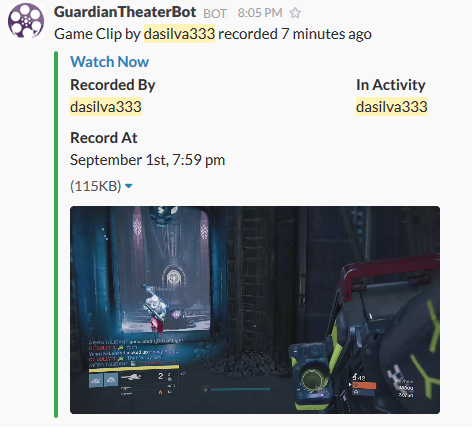 GuardianTheaterBot BOT 8:05 PM
Game Clip by dasilva333 recorded 7 minutes ago
Watch Now
Recorded By
In Activity
dasilva333
dasilva333
Record At
September 1st, 7:59 pm
(115KB)
2